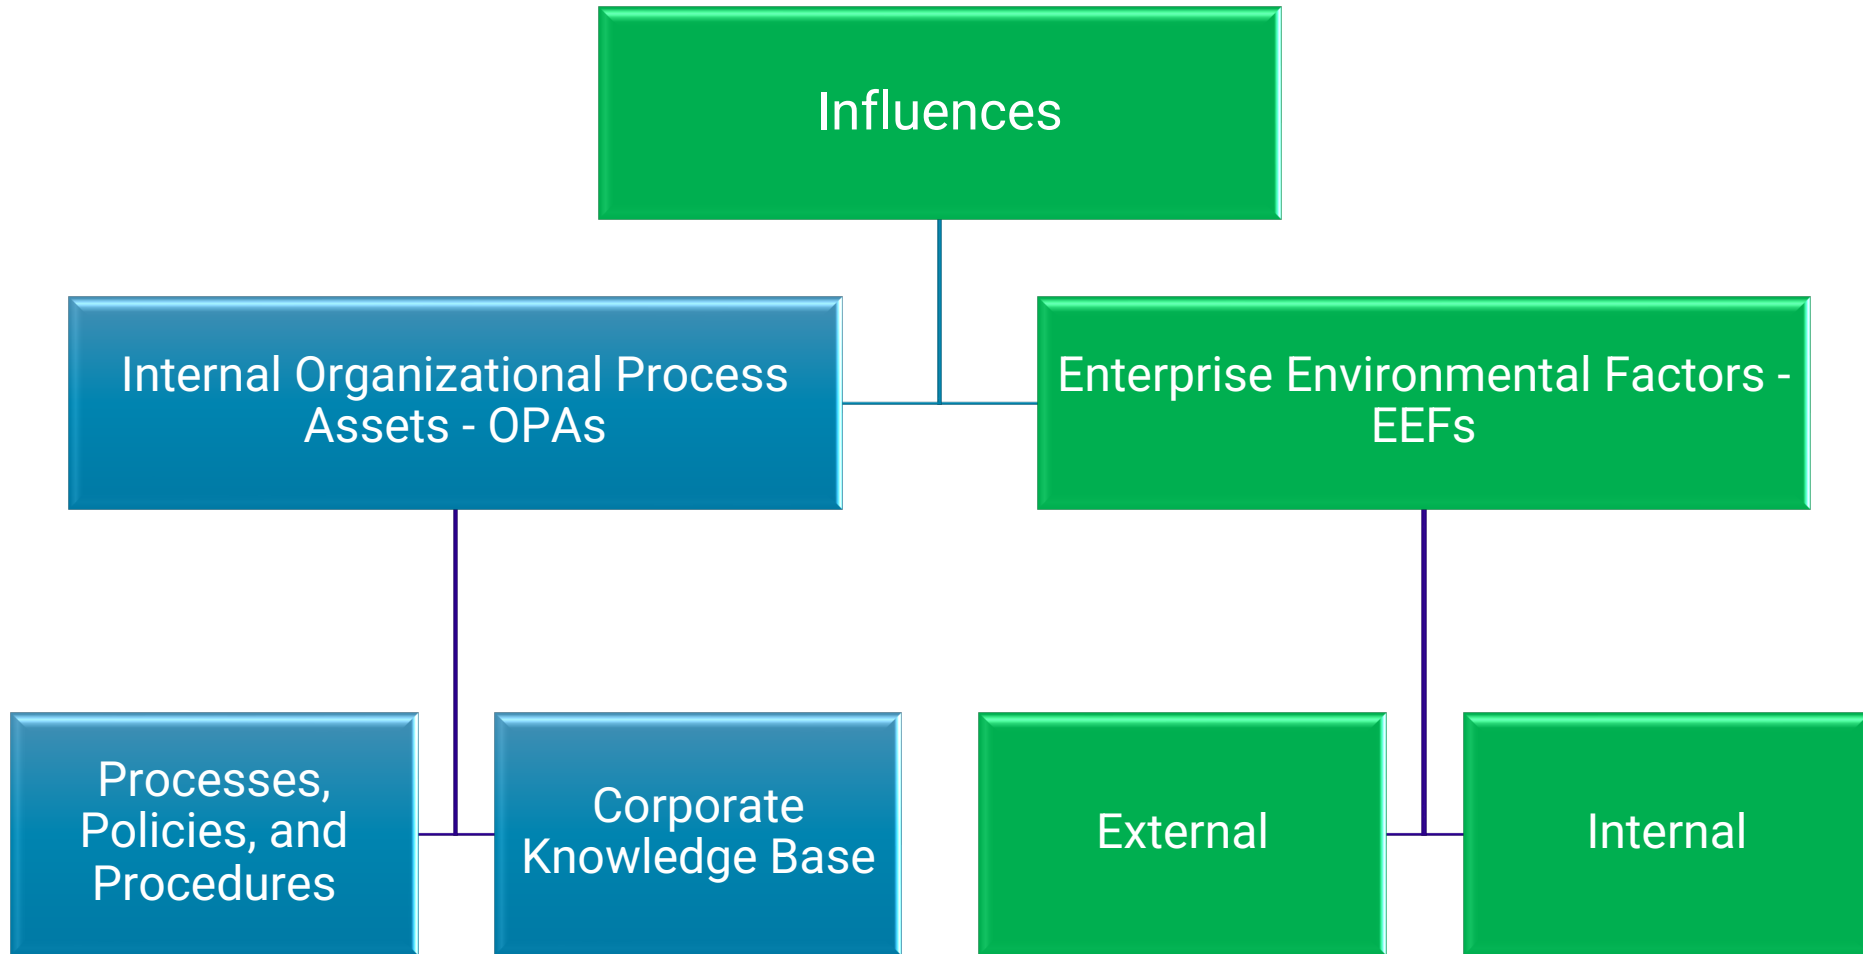 Influences
Internal Organizational Process
Assets - OPAs
Enterprise Environmental Factors -
EEFs
Processes,
Policies, and
Procedures
Corporate
Knowledge Base
External
Internal